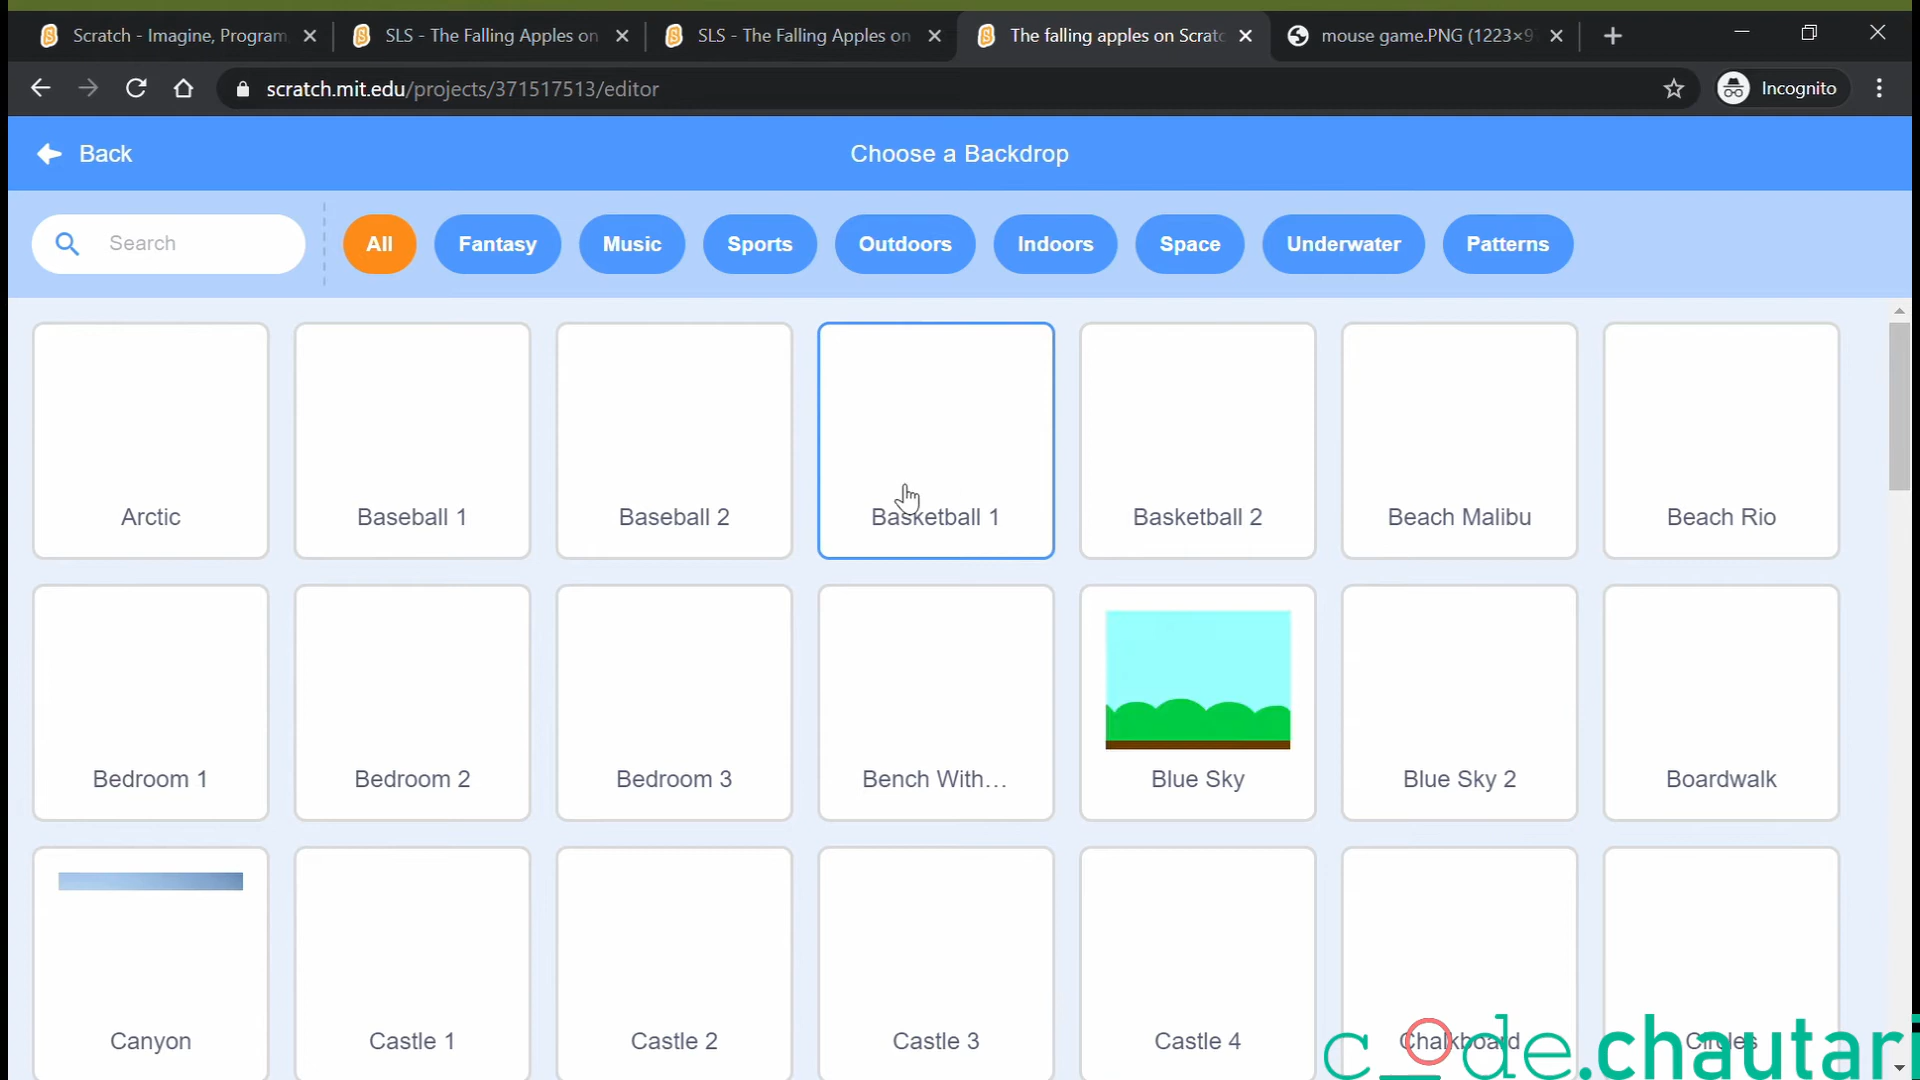 Scratch - Imagine, Program,
SLS - The Falling Apples on
SLS - The Falling Apples on
The falling apples on Scratc
mouse game.PNG (1223×9
scratch.mit.edu/projects/371517513/editor
Incognito
Back
Choose a Backdrop
Search
All
Fantasy
Music
Sports
Outdoors
Indoors
Space
Underwater
Patterns
Arctic
Baseball 1
Baseball 2
Basketball 1
Basketball 2
Beach Malibu
Beach Rio
Bedroom 1
Bedroom 2
Bedroom 3
Bench With...
Blue Sky
Blue Sky 2
Boardwalk
Canyon
Castle 1
Castle 2
Castle 3
Castle 4
Chalkboard
Circles
c_de.chautari